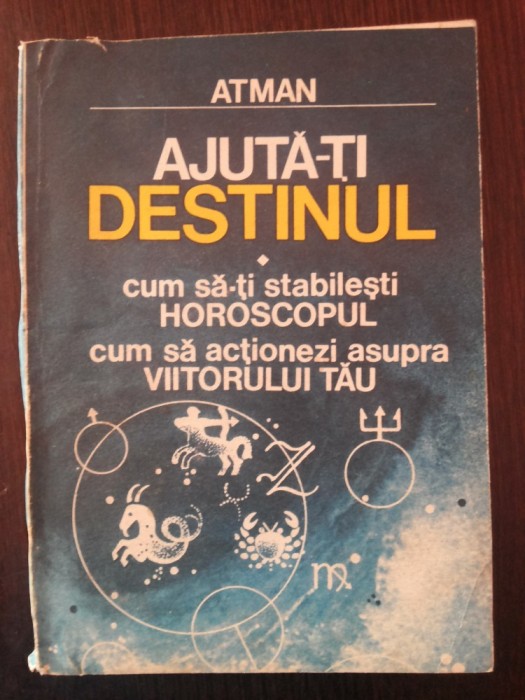 ATMAN
AJUTĂ-ȚI
DESTINUL
cum să-ți stabilești
HOROSCOPUL
cum să acționezi asupra
VIITORULUI TĂU